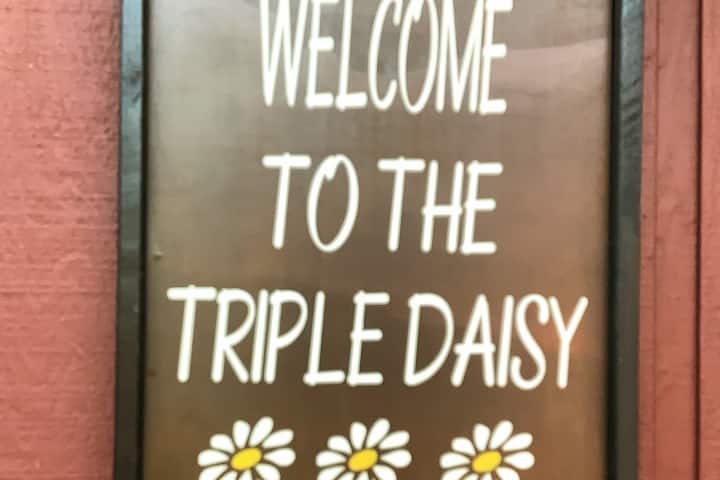 WELCOME
TO THE
TRIPLE DAISY